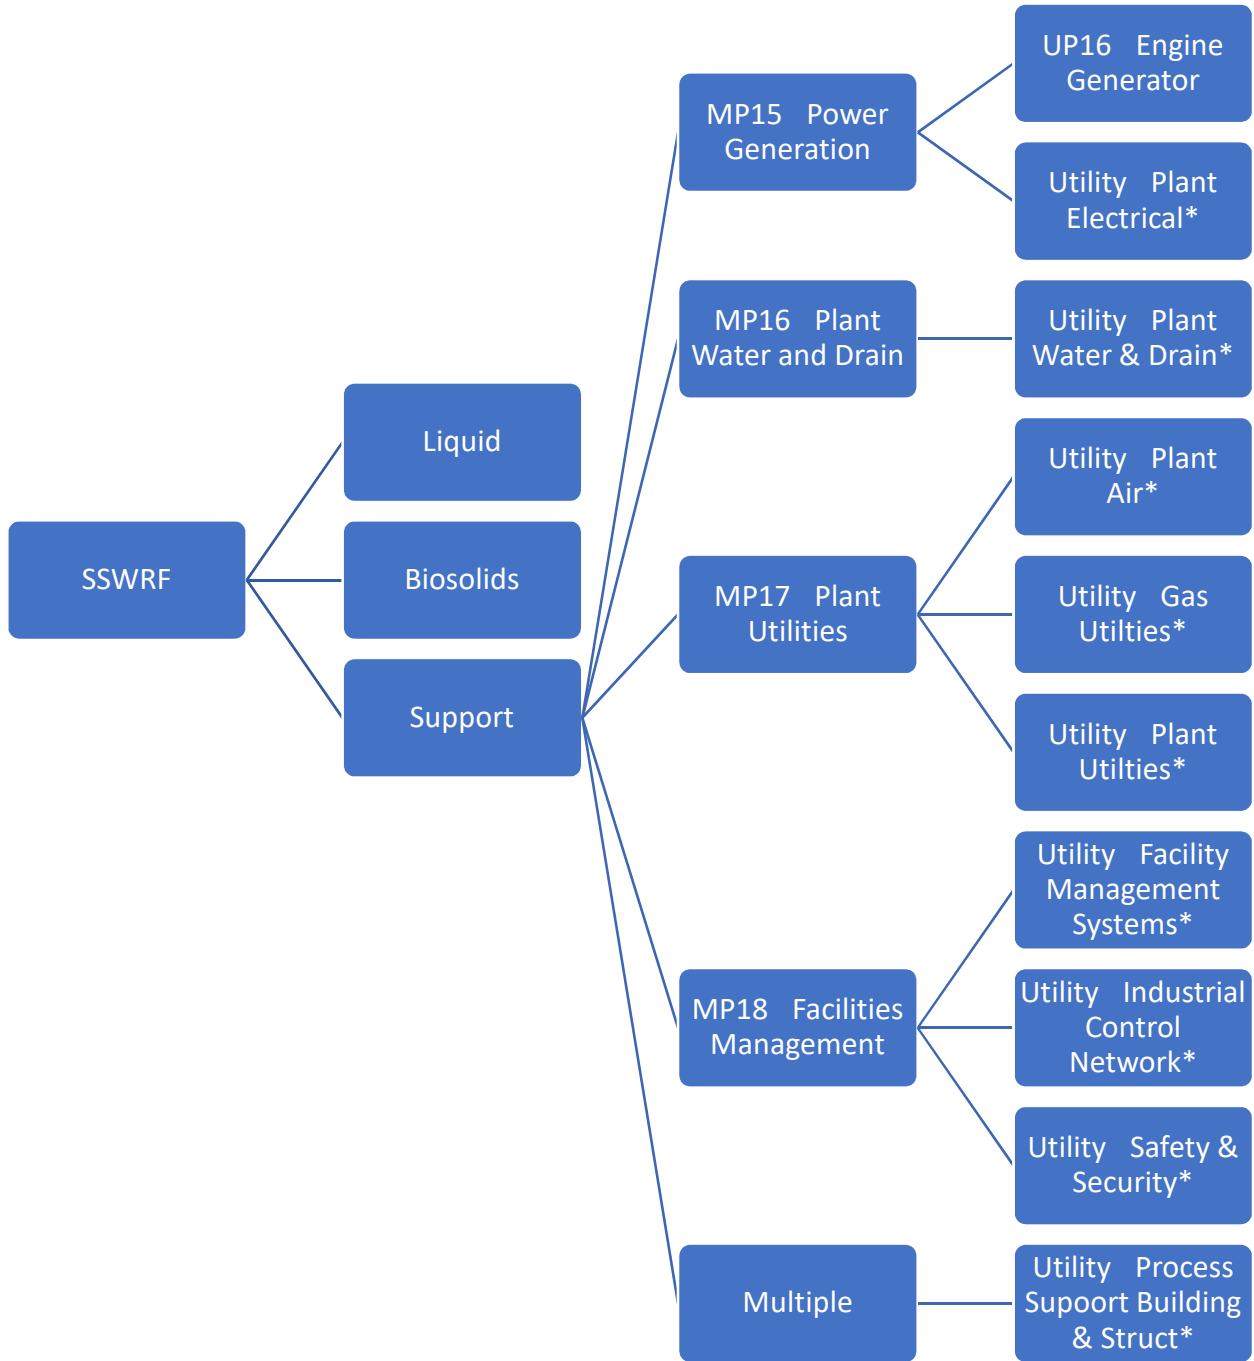 SSWRF
Liquid
Biosolids
Support
MP15 Power
Generation
UP16 Engine
Generator
Utility Plant
Electrical*
MP16 Plant
Water and Drain
Utility Plant
Water & Drain*
MP17 Plant
Utilities
Utility Plant
Air*
Utility Gas
Utilties*
Utility Plant
Utilties*
MP18 Facilities
Management
Utility Facility
Management
Systems*
Utility Industrial
Control
Network*
Utility Safety &
Security*
Multiple
Utility Process
Supoort Building
& Struct*